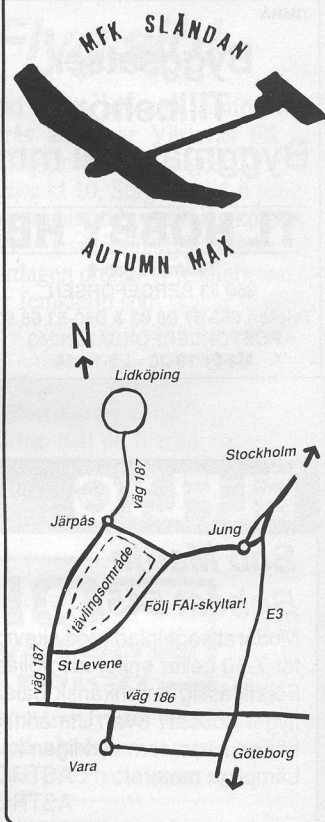 MFK SLÄNDAN
AUTUMN MAX
N
Lidköping
väg 187
Stockholm
Järpås
Jung
tävlingsområde
Följ FAI-skyltar!
E3
väg 187
St Levene
väg 186
Vara
Göteborg